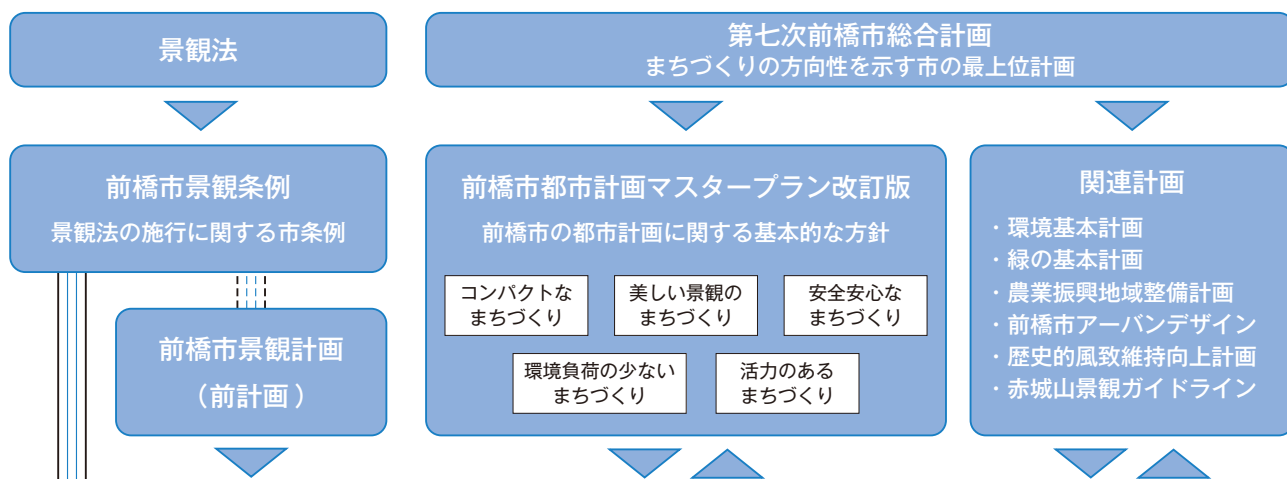 景観法
第七次前橋市総合計画
まちづくりの方向性を示す市の最上位計画
前橋市景観条例
景観法の施行に関する市条例
前橋市景観計画
（前計画）
前橋市都市計画マスタープラン改訂版
前橋市の都市計画に関する基本的な方針
コンパクトな
まちづくり
美しい景観の
まちづくり
安全安心な
まちづくり
環境負荷の少ない
まちづくり
活力のある
まちづくり
関連計画
・環境基本計画
・緑の基本計画
・農業振興地域整備計画
・前橋市アーバンデザイン
・歴史的風致維持向上計画
・赤城山景観ガイドライン